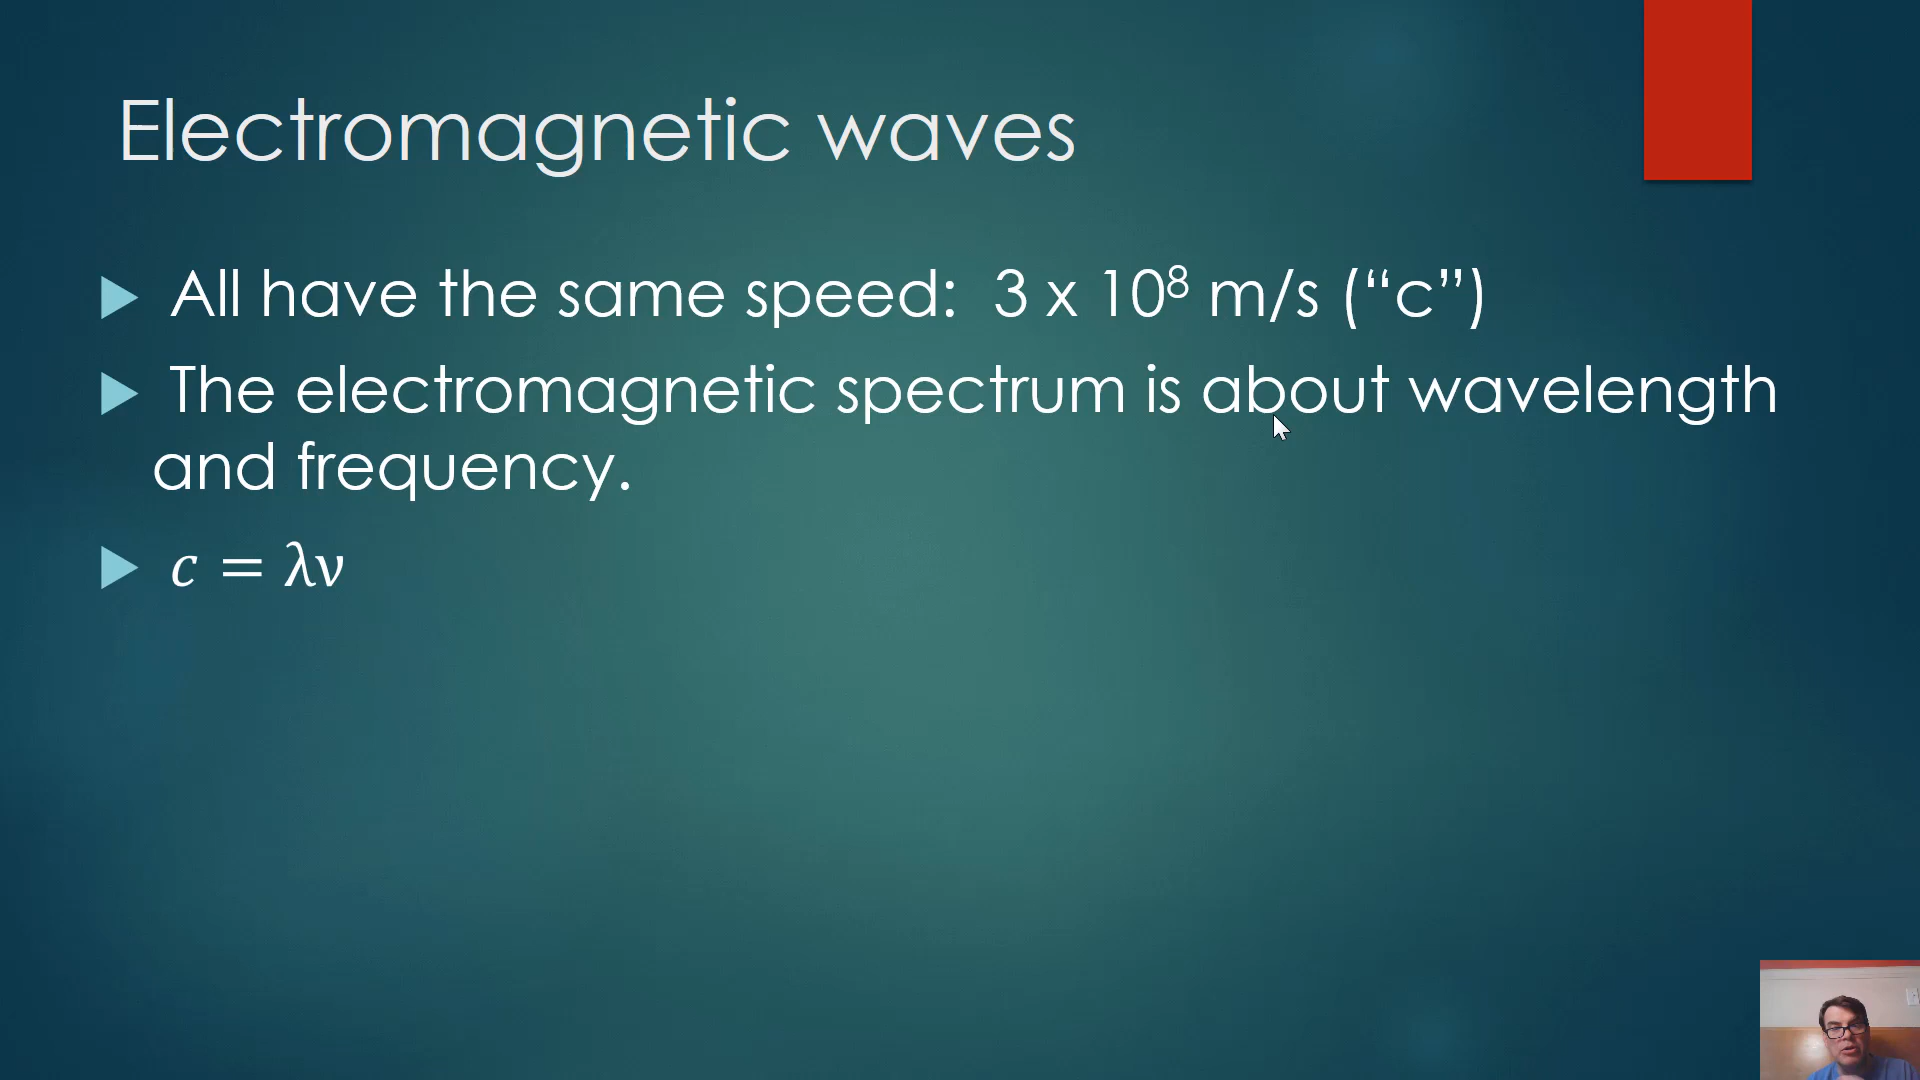 Electromagnetic waves
All have the same speed:  3 x 10⁸ m/s (“c”)
The electromagnetic spectrum is about wavelength
and frequency.
c = λν